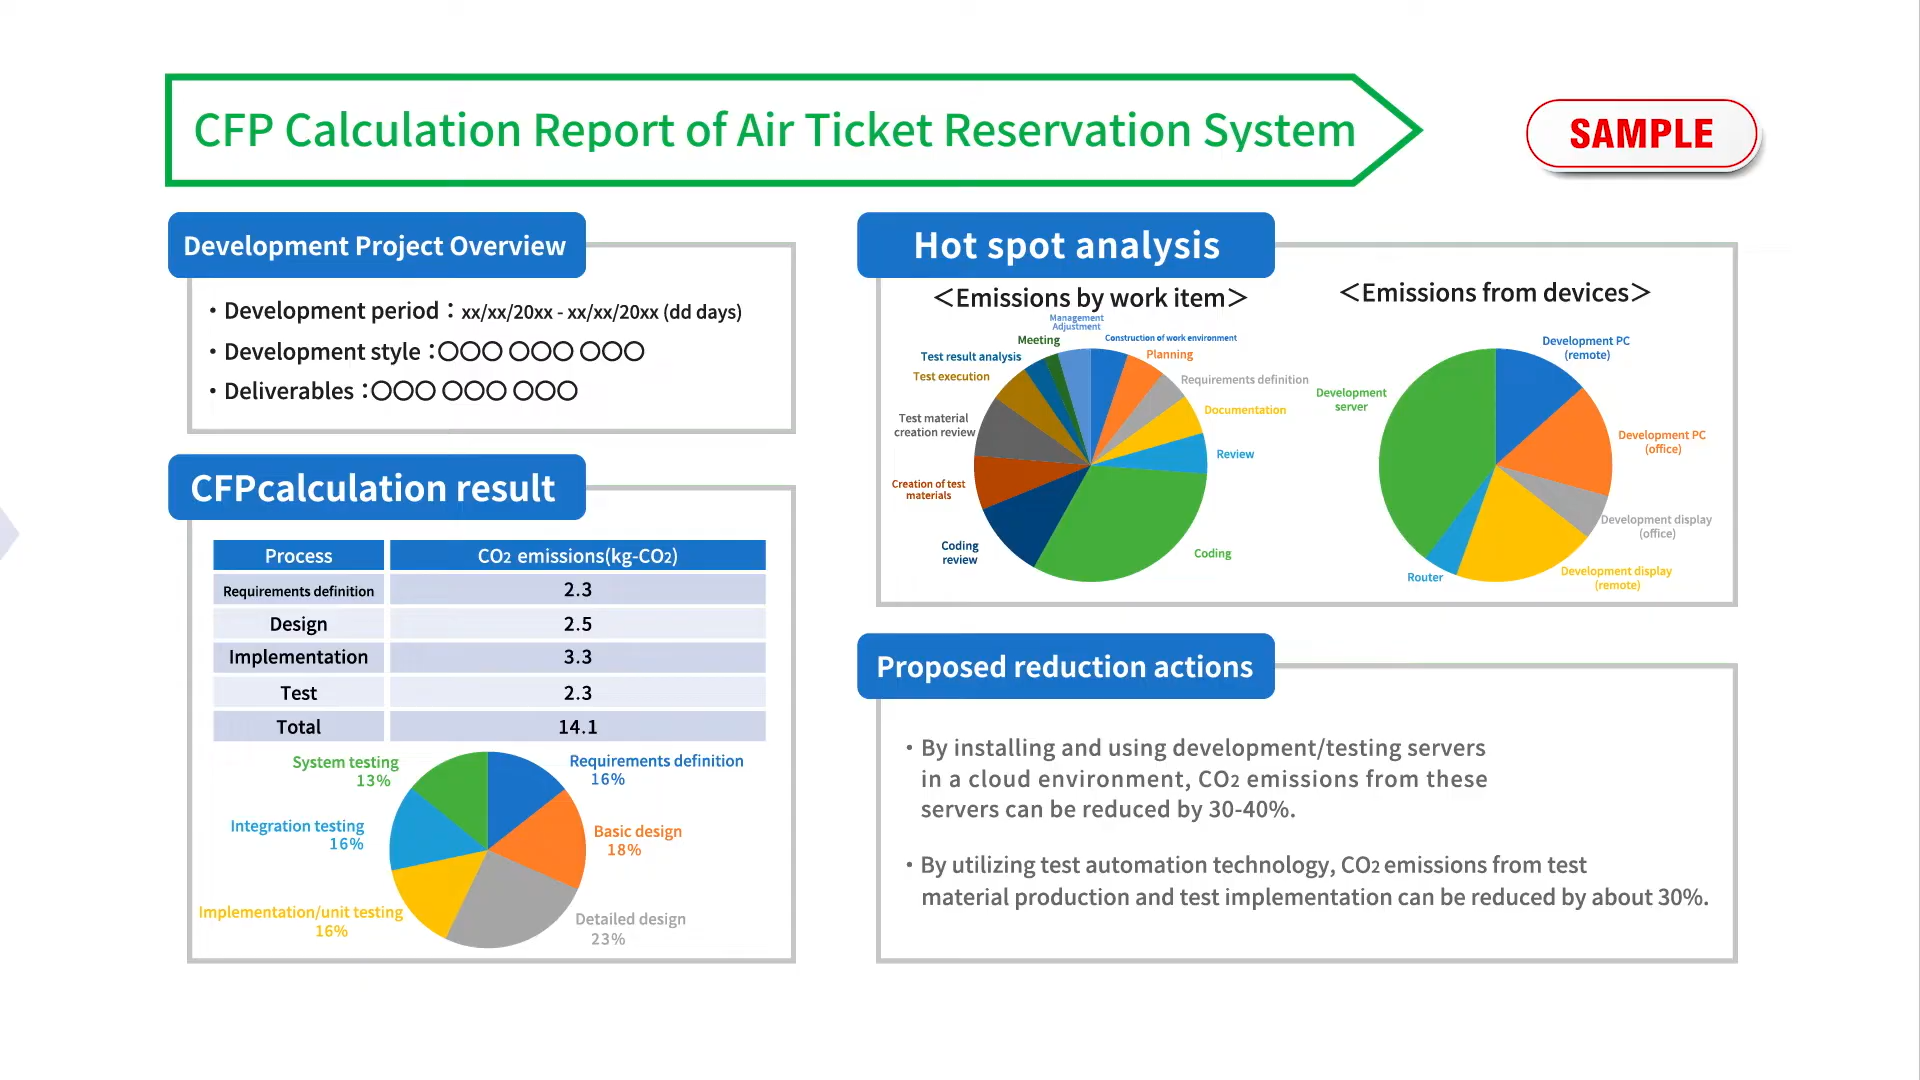 CFP Calculation Report of Air Ticket Reservation System
SAMPLE
Development Project Overview
・Development period：xx/xx/20xx - xx/xx/20xx (dd days)
・Development style：〇〇〇 〇〇〇 〇〇〇
・Deliverables：〇〇〇 〇〇〇 〇〇〇
CFPcalculation result
Process CO2 emissions(kg-CO2)
Requirements definition 2.3
Design 2.5
Implementation 3.3
Test 2.3
Total 14.1
System testing
13%
Requirements definition
16%
Integration testing
16%
Basic design
18%
Implementation/unit testing
16%
Detailed design
23%
Hot spot analysis
＜Emissions by work item＞
Management
Adjustment
Meeting
Construction of work environment
Test result analysis
Planning
Test execution
Requirements definition
Documentation
Test material
creation review
Review
Creation of test
materials
Coding
review
Coding
＜Emissions from devices＞
Development PC
(remote)
Development
server
Development PC
(office)
Development display
(office)
Development display
(remote)
Router
Proposed reduction actions
・By installing and using development/testing servers
in a cloud environment, CO2 emissions from these
servers can be reduced by 30-40%.
・By utilizing test automation technology, CO2 emissions from test
material production and test implementation can be reduced by about 30%.